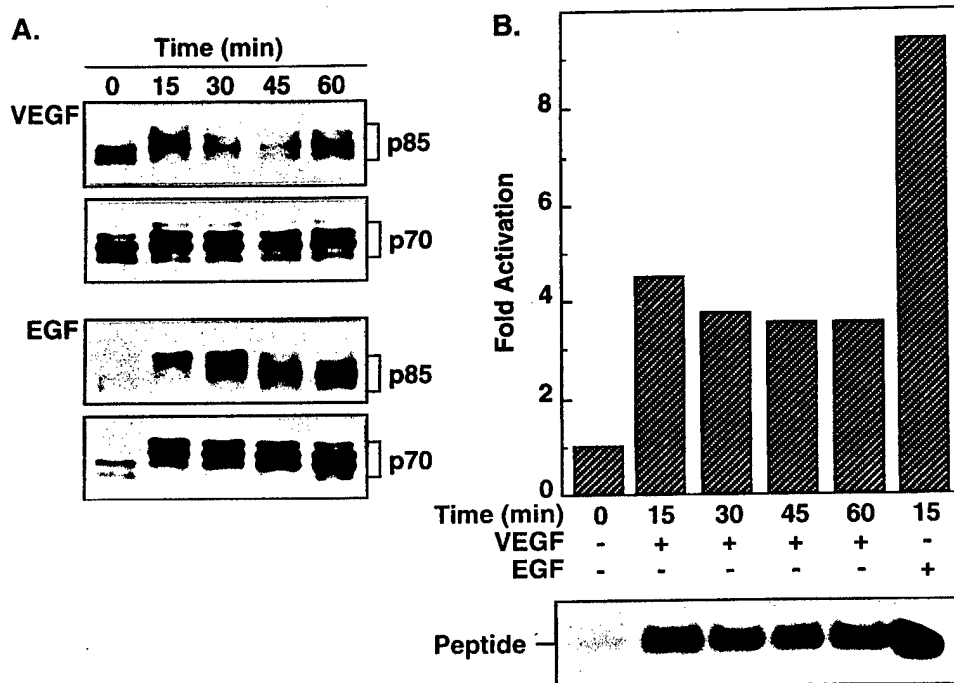 A.
Time (min)
0 15 30 45 60
VEGF
p85
p70
EGF
p85
p70
B.
Fold Activation
8
6
4
2
0
Time (min) 0 15 30 45 60 15
VEGF - + + + + -
EGF - - - - - +
Peptide